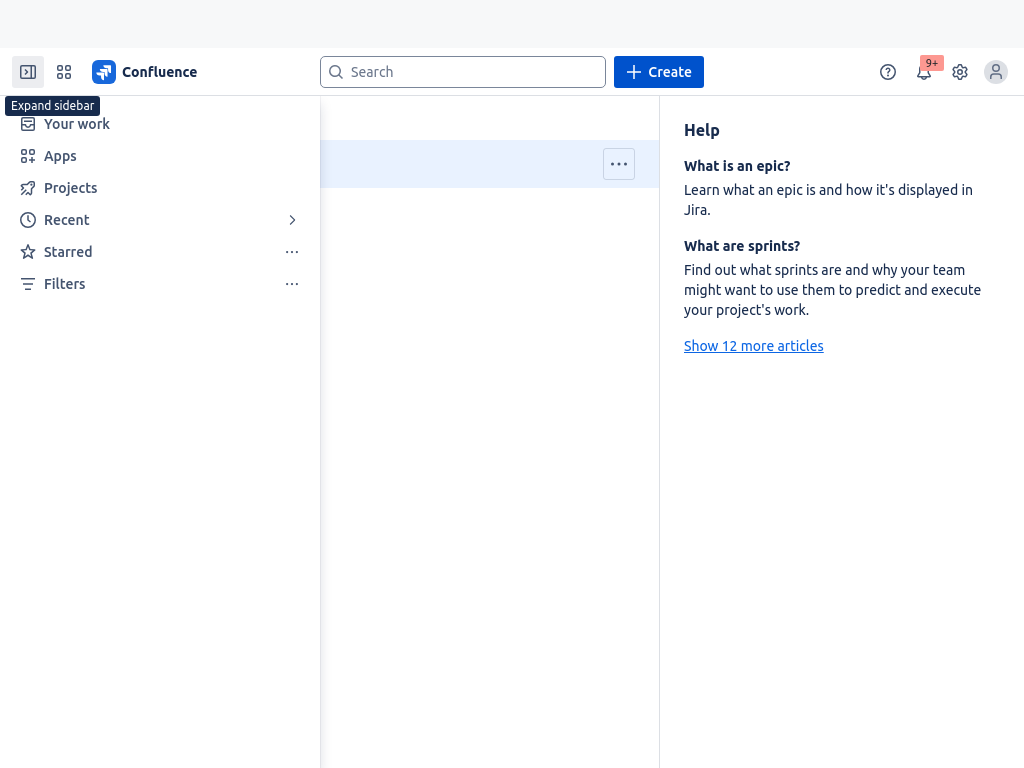 Confluence
Search
Create
9+
Expand sidebar
Your work
Apps
Projects
Recent
Starred
Filters
Help
What is an epic?
Learn what an epic is and how it's displayed in
Jira.
What are sprints?
Find out what sprints are and why your team
might want to use them to predict and execute
your project's work.
Show 12 more articles